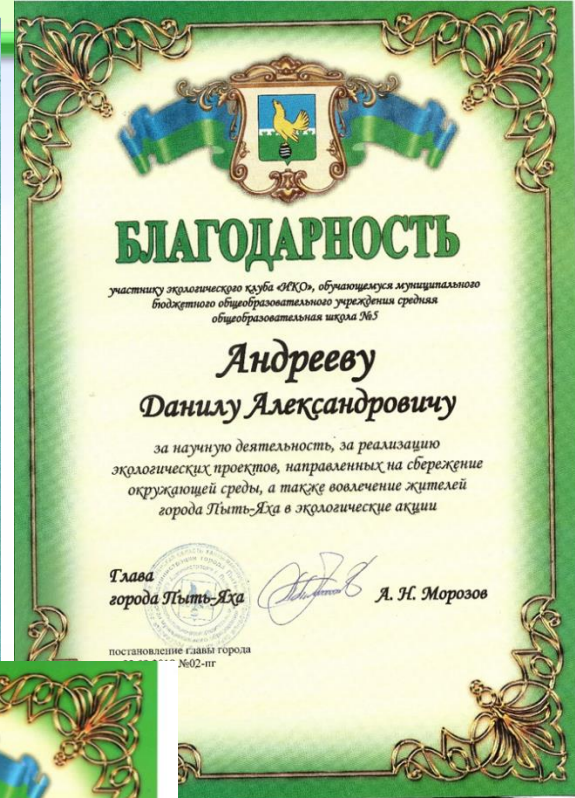 БЛАГОДАРНОСТЬ
участнику экологического клуба «ЭКО», обучающемуся муниципального
бюджетного общеобразовательного учреждения средняя
общеобразовательная школа №5
Андрееву
Данилу Александровичу
за научную деятельность, за реализацию
экологических проектов, направленных на сбережение
окружающей среды, а также вовлечение жителей
города Пыть-Яха в экологические акции
Глава
города Пыть-Яха
А. Н. Морозов
постановление главы города
№02-пг